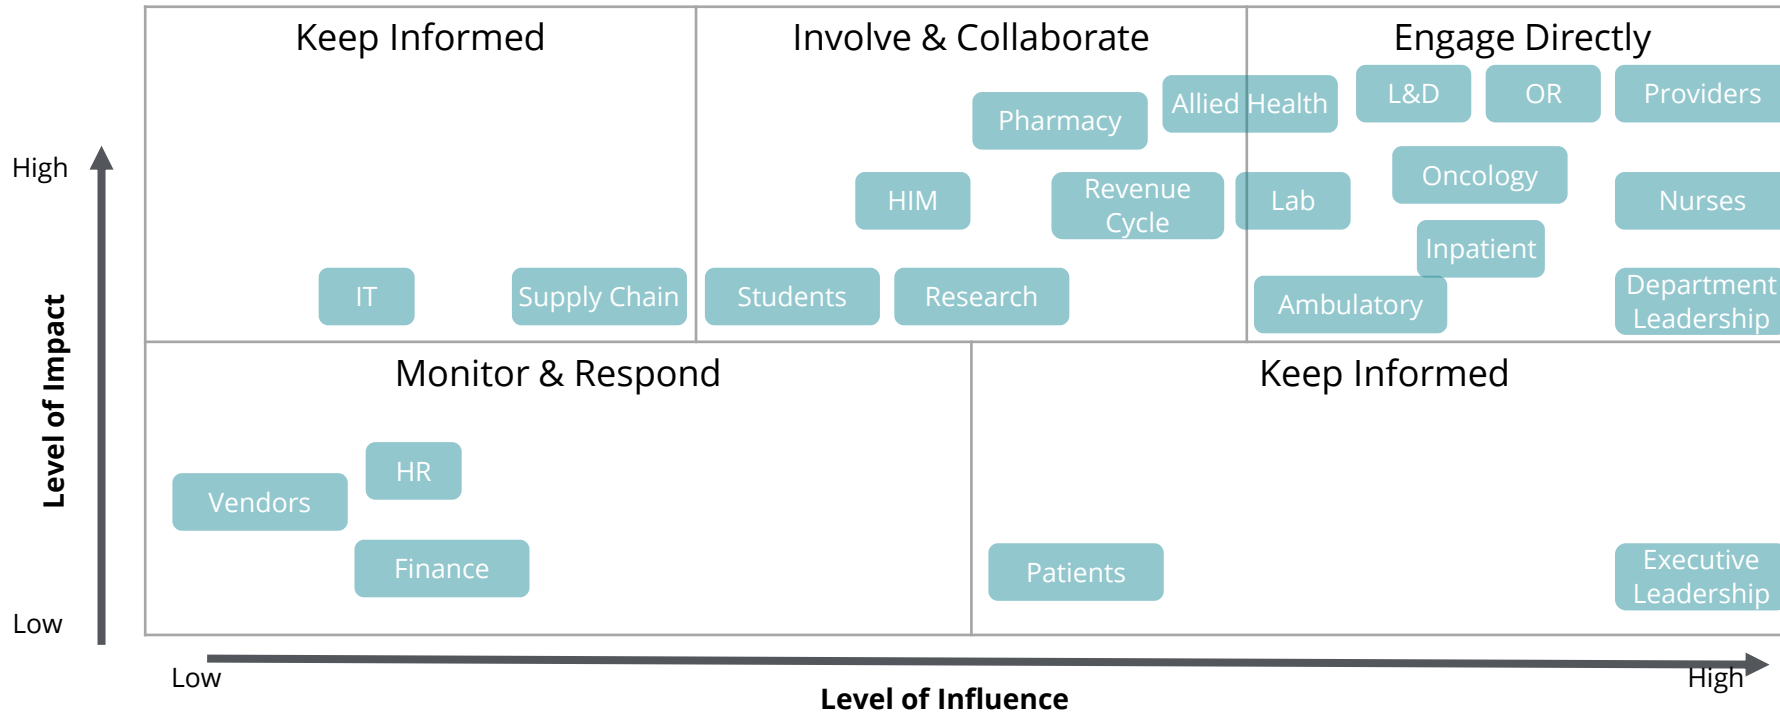 Keep Informed
Involve & Collaborate
Engage Directly
L&D
OR
Providers
Allied Health
Pharmacy
High
Oncology
HIM
Revenue
Cycle
Lab
Nurses
Inpatient
IT
Supply Chain
Students
Research
Ambulatory
Department
Leadership
Level of Impact
Monitor & Respond
Keep Informed
HR
Vendors
Finance
Patients
Executive
Leadership
Low
Low
High
Level of Influence